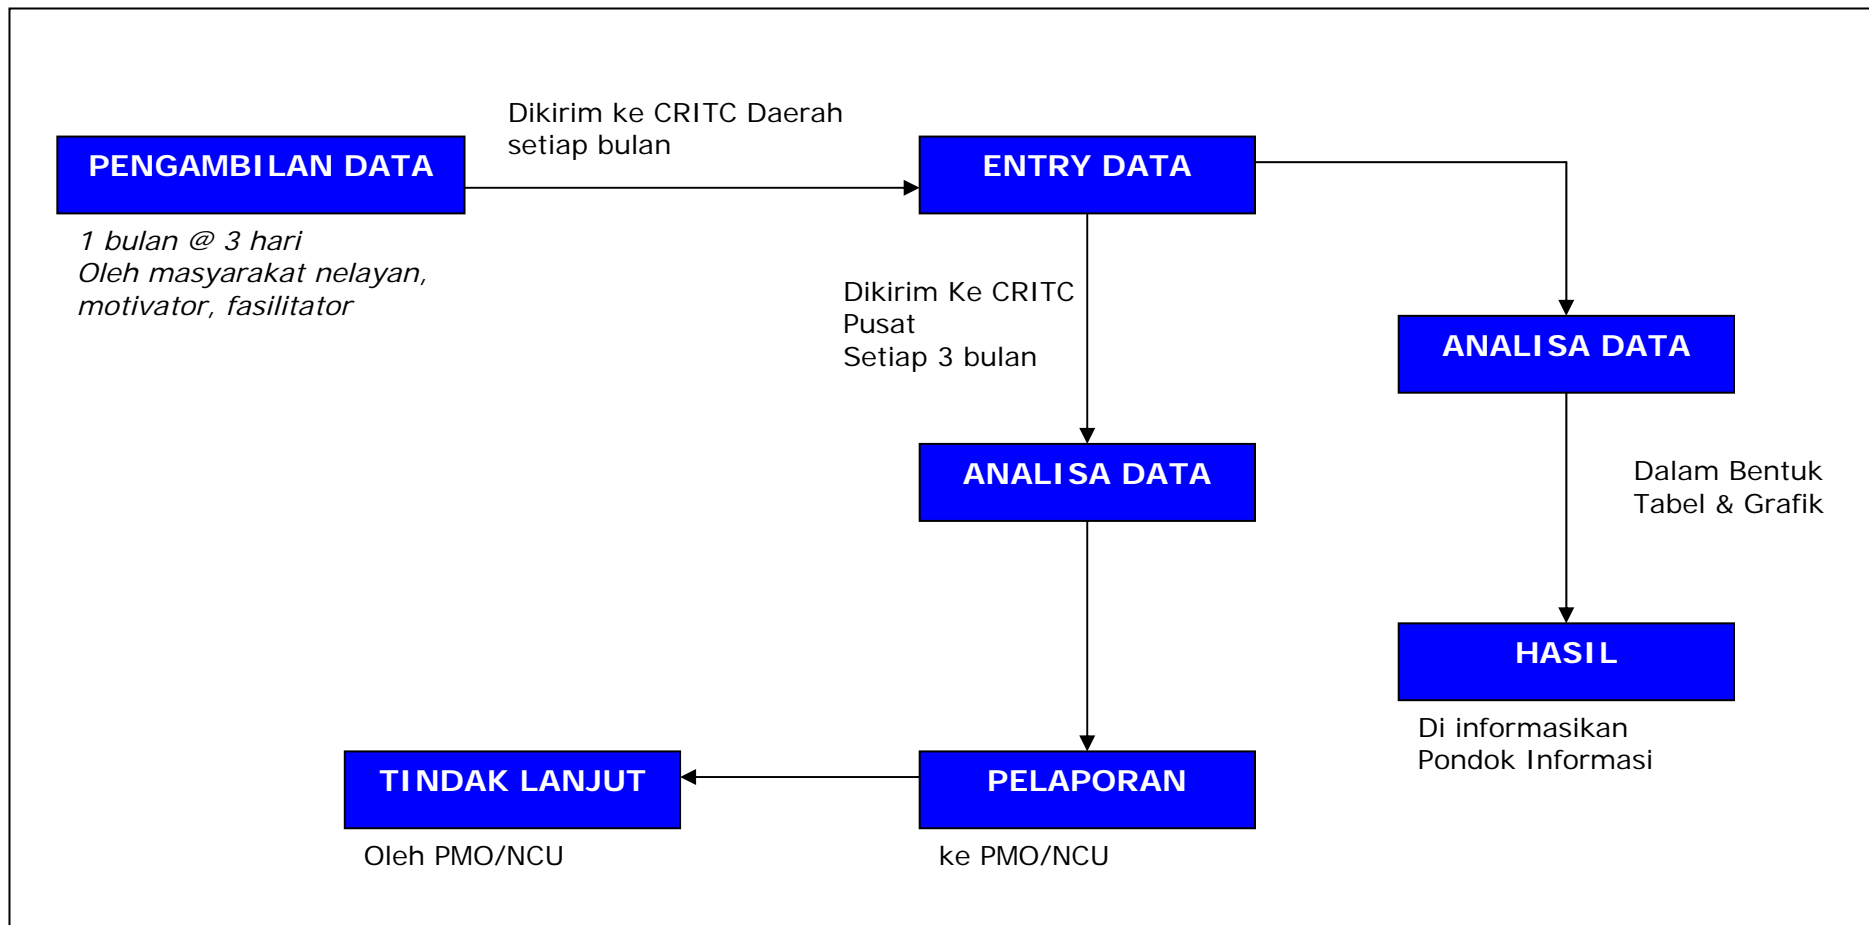 Dikirim ke CRITC Daerah
setiap bulan
PENGAMBILAN DATA
ENTRY DATA
1 bulan @ 3 hari
Oleh masyarakat nelayan,
motivator, fasilitator
Dikirim Ke CRITC
Pusat
Setiap 3 bulan
ANALISA DATA
ANALISA DATA
Dalam Bentuk
Tabel & Grafik
HASIL
Di informasikan
Pondok Informasi
TINDAK LANJUT
PELAPORAN
Oleh PMO/NCU
ke PMO/NCU